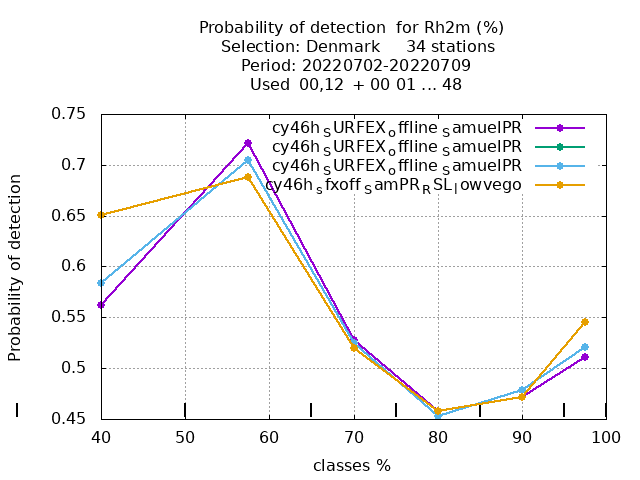 Probability of detection for Rh2m (%)
Selection: Denmark 34 stations
Period: 20220702-20220709
Used 00,12 + 00 01 ... 48
cy46h_SURFEX_offline_SamuelPR
cy46h_SURFEX_offline_SamuelPR
cy46h_SURFEX_offline_SamuelPR
cy46h_sfxoff_SamPR_RSL_lowvego
Probability of detection
0.75
0.7
0.65
0.6
0.55
0.5
0.45
40 50 60 70 80 90 100
classes %